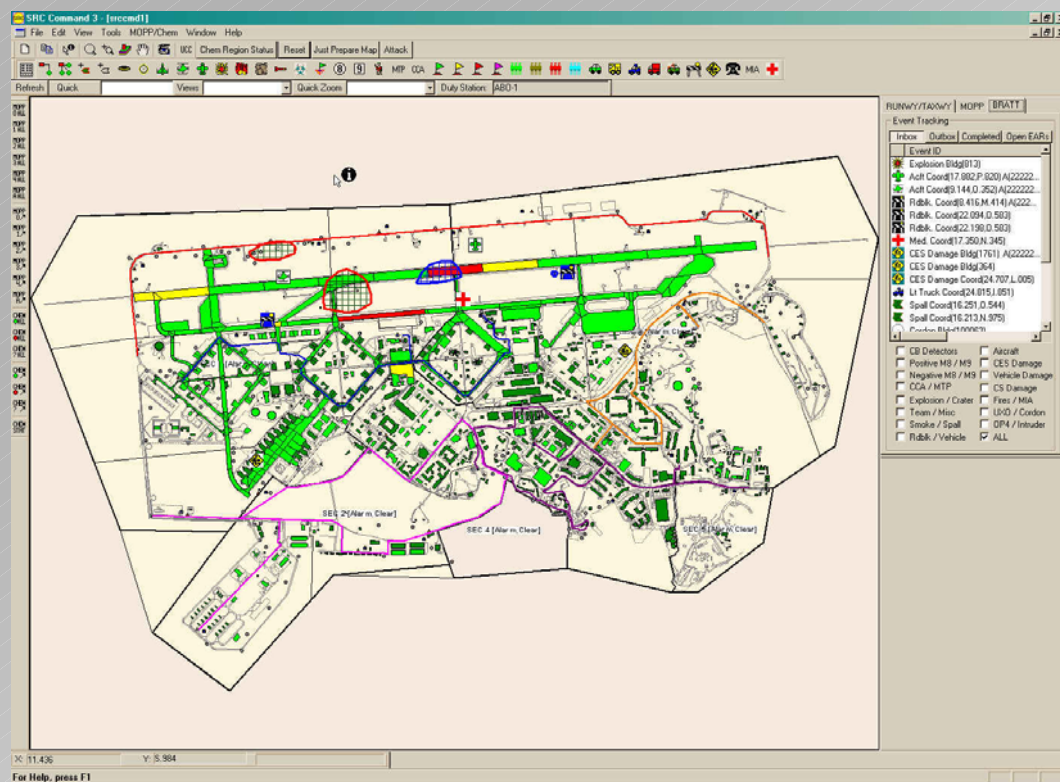 SRC Command 3 - [srccmd1]
File Edit View Tools MOPP/Chem Window Help
UCC Chem Region Status Reset Just Prepare Map Attack
8 9 MTP CCA MIA
Refresh Quick Views Quick Zoom Duty Station: ABO-1
RUNWY/TAXWY MOPP BRATT
Event Tracking
Inbox Outbox Completed Open EARs
Event ID
Explosion Bldg(813)
Acft Coord(17.882,P.820) A(22222...
Acft Coord(9.144,O.352) A(222222...
Rdblk. Coord(8.416,M.414) A(2222...
Rdblk. Coord(22.094,O.583)
Rdblk. Coord(22.198,O.583)
Med. Coord(17.350,N.345)
CES Damage Bldg(1761) A(22222...
CES Damage Bldg(364)
CES Damage Coord(24.707,L.005)
Lt Truck Coord(24.815,I.851)
Spall Coord(16.251,O.544)
Spall Coord(16.213,N.975)
CB Detectors Aircraft
Positive M8 / M9 CES Damage
Negative M8 / M9 Vehicle Damage
CCA / MTP CS Damage
Explosion / Crater Fires / MIA
Team / Misc UXO / Cordon
Smoke / Spall OP4 / Intruder
Rdblk / Vehicle ALL
SEC 2 [Alarm, Clear]
SEC 4 [Alarm, Clear]
[Alarm, Clear]
X: 11.436 Y: 5.984
For Help, press F1